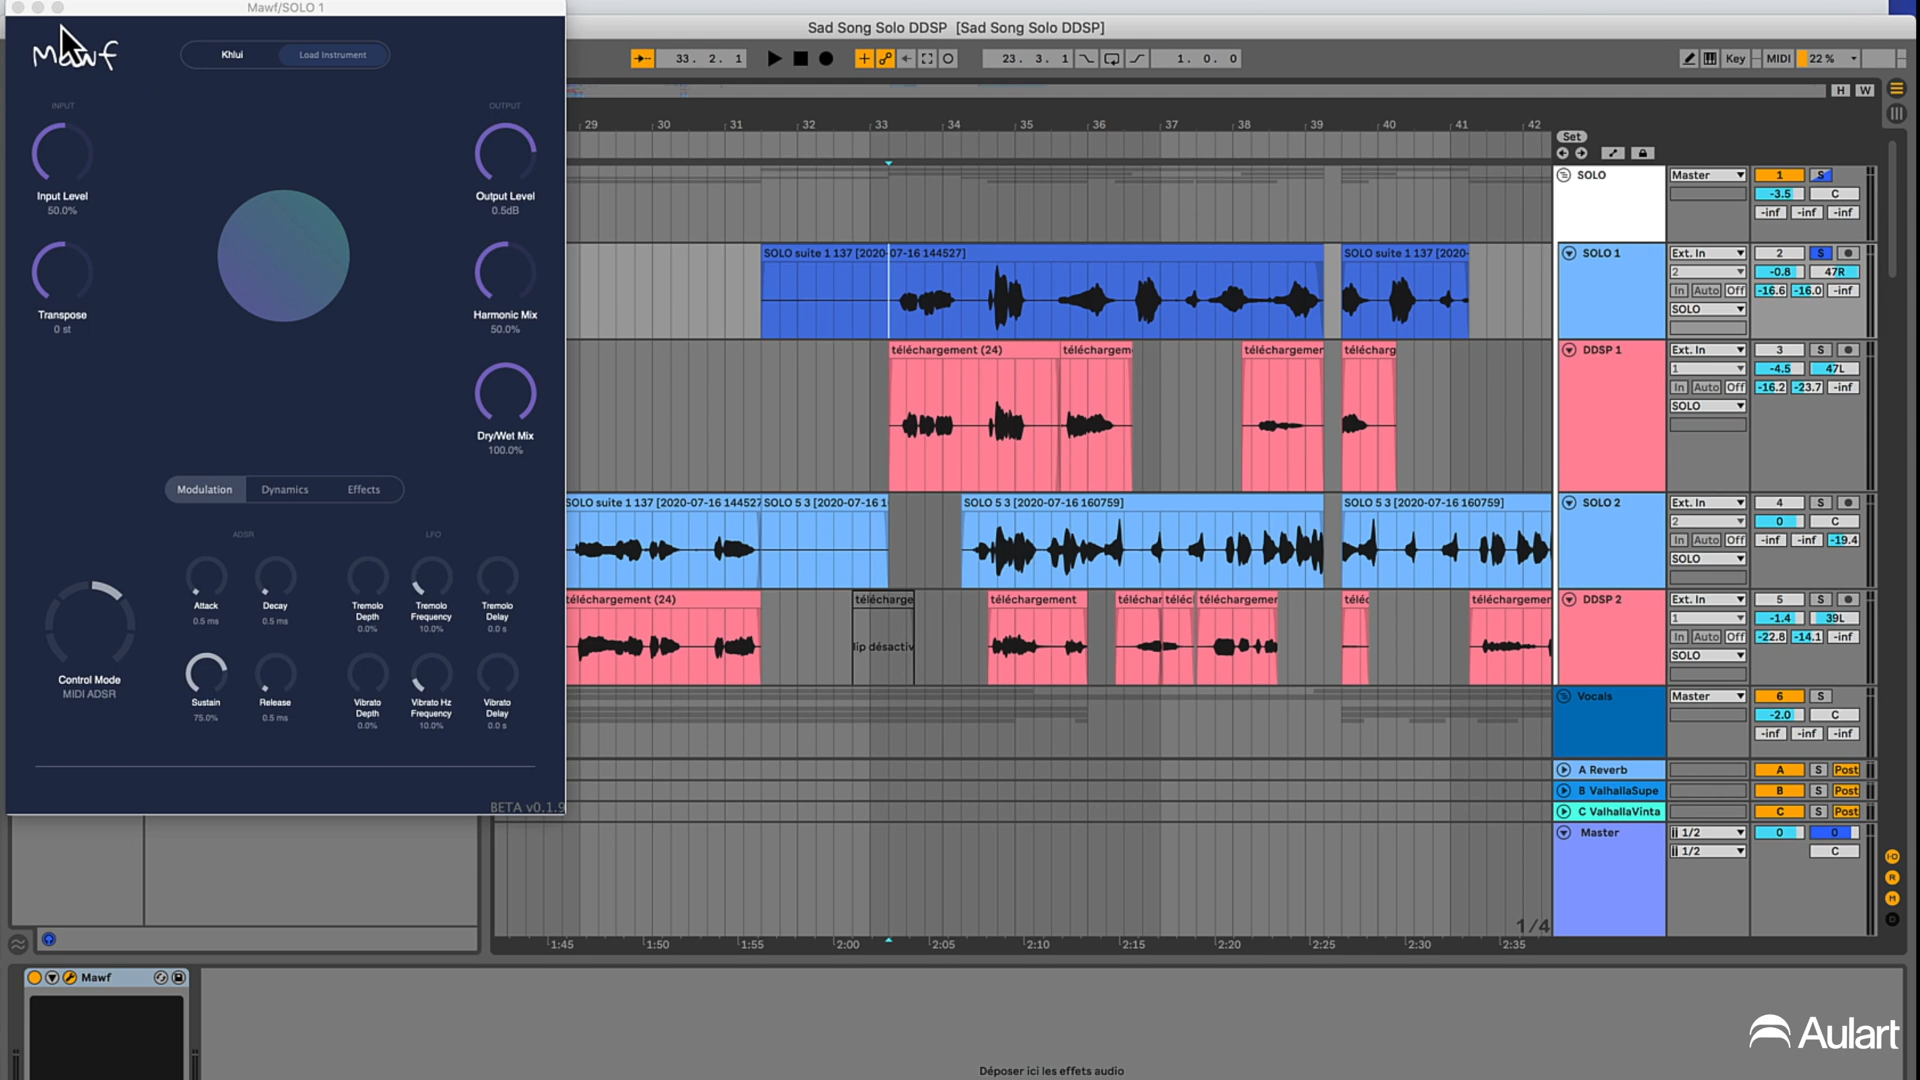 Mawf/SOLO 1
Sad Song Solo DDSP [Sad Song Solo DDSP]
Mawf
Khlui
Load Instrument
33. 2. 1
23. 3. 1
1. 0. 0
Key
MIDI
22 %
H
W
INPUT
OUTPUT
Input Level
50.0%
Output Level
0.5dB
Transpose
0 st
Harmonic Mix
50.0%
Dry/Wet Mix
100.0%
Modulation
Dynamics
Effects
ADSR
LFO
Attack
0.5 ms
Decay
0.5 ms
Tremolo Depth
0.0%
Tremolo Frequency
10.0%
Tremolo Delay
0.0 s
Control Mode
MIDI ADSR
Sustain
75.0%
Release
0.5 ms
Vibrato Depth
0.0%
Vibrato Hz Frequency
10.0%
Vibrato Delay
0.0 s
BETA v0.1.9
29 30 31 32 33 34 35 36 37 38 39 40 41 42
Set
SOLO
Master
1
S
-3.5
C
-inf -inf -inf
SOLO suite 1 137 [2020-07-16 144527]
SOLO suite 1 137 [2020-
SOLO 1
Ext. In
2
S
2
-0.8
47R
In Auto Off
-16.6 -16.0 -inf
SOLO
téléchargement (24)
téléchargem
téléchargemer
télécharg
DDSP 1
Ext. In
3
S
1
-4.5
47L
In Auto Off
-16.2 -23.7 -inf
SOLO
SOLO suite 1 137 [2020-07-16 144527
SOLO 5 3 [2020-07-16 1
SOLO 5 3 [2020-07-16 160759]
SOLO 5 3 [2020-07-16 160759]
SOLO 2
Ext. In
4
S
2
0
C
In Auto Off
-inf -inf -19.4
SOLO
téléchargement (24)
télécharge
lip désactiv
téléchargement
téléchar
téléc
téléchargemer
téléc
téléchargemer
DDSP 2
Ext. In
5
S
1
-1.4
39L
In Auto Off
-22.8 -14.1 -inf
SOLO
Vocals
Master
6
S
-2.0
C
-inf -inf -inf
A Reverb
A
S
Post
B ValhallaSupe
B
S
Post
C ValhallaVinta
C
S
Post
Master
1/2
0
0
1/2
C
1/4
1:45 1:50 1:55 2:00 2:05 2:10 2:15 2:20 2:25 2:30 2:35
I·O
R
M
D
Mawf
Aulart
Déposer ici les effets audio